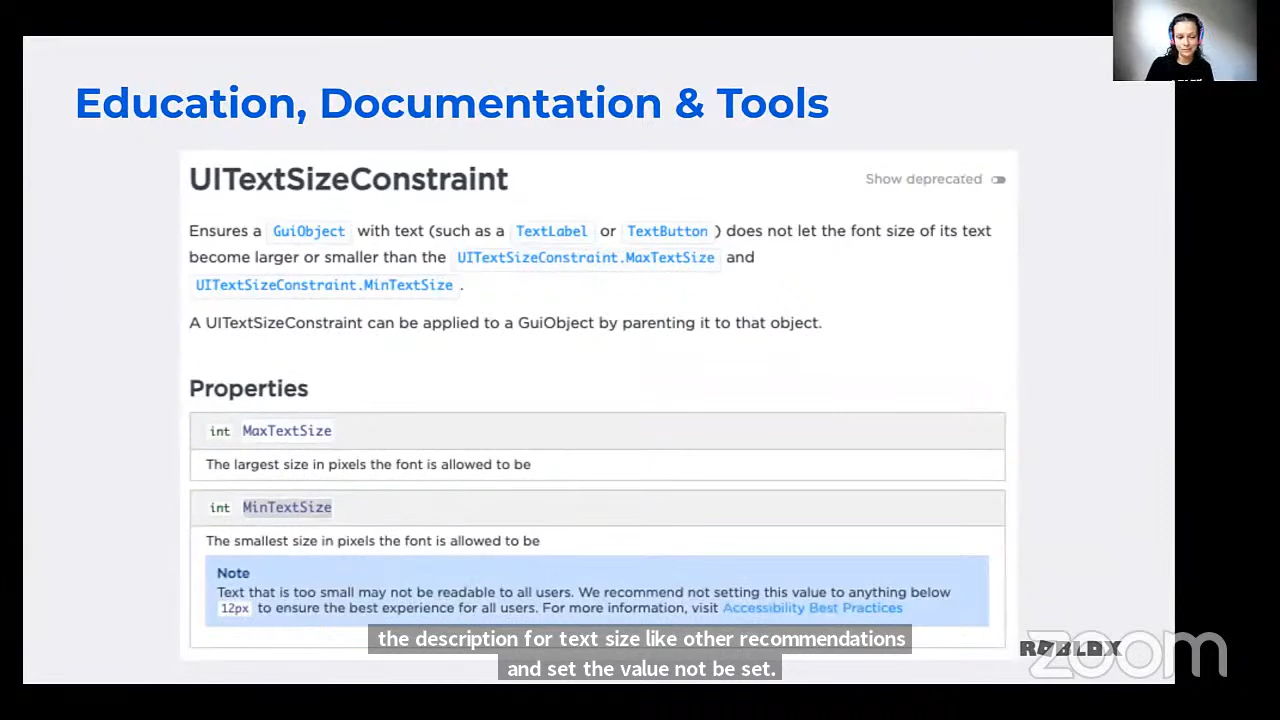 Education, Documentation & Tools
UITextSizeConstraint
Show deprecated
Ensures a GuiObject with text (such as a TextLabel or TextButton ) does not let the font size of its text
become larger or smaller than the UITextSizeConstraint.MaxTextSize and
UITextSizeConstraint.MinTextSize .
A UITextSizeConstraint can be applied to a GuiObject by parenting it to that object.
Properties
int MaxTextSize
The largest size in pixels the font is allowed to be
int MinTextSize
The smallest size in pixels the font is allowed to be
Note
Text that is too small may not be readable to all users. We recommend not setting this value to anything below
12px to ensure the best experience for all users. For more information, visit Accessibility Best Practices
the description for text size like other recommendations
and set the value not be set.
ROBLOX
zoom